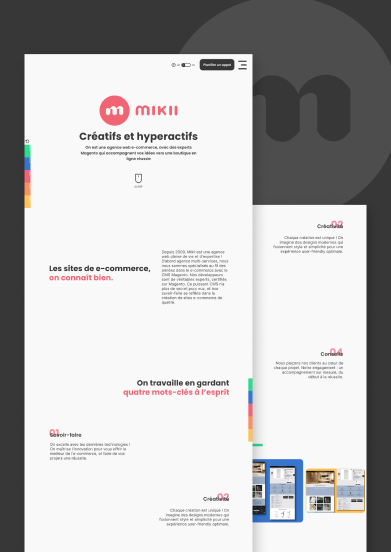 Planifier un appel
m MIKII
Créatifs et hyperactifs
On est une agence web e-commerce, avec des experts
Magento qui accompagnent vos idées vers une boutique en
ligne réussie.
Les sites de e-commerce,
on connaît bien.
Depuis 2009, MIKII est une agence
web, pleine de vie et d'expertise !
D'abord agence multi-services, nous
nous sommes spécialisés au fil des
années dans le e-commerce avec le
CMS Magento. Nos développeurs
sont de véritables experts, certifiés
sur Magento. Ce puissant CMS n'a
plus de secret pour eux, et leur
savoir-faire se reflète dans la
création de sites e-commerce de
qualité.
On travaille en gardant
quatre mots-clés à l'esprit
01
Savoir-faire
On excelle avec les dernières technologies !
On maîtrise l'innovation pour vous offrir le
meilleur de l'e-commerce, et faire de vos
projets une réussite.
02
Créativité
Chaque création est unique ! On
imagine des designs modernes qui
fusionnent style et simplicité pour une
expérience user-friendly optimale.
02
Créativité
Chaque création est unique ! On
imagine des designs modernes qui
fusionnent style et simplicité pour une
expérience user-friendly optimale.
04
Conseils
Nous plaçons nos clients au cœur de
chaque projet. Notre engagement : un
accompagnement sur mesure, du
début à la réussite.
m